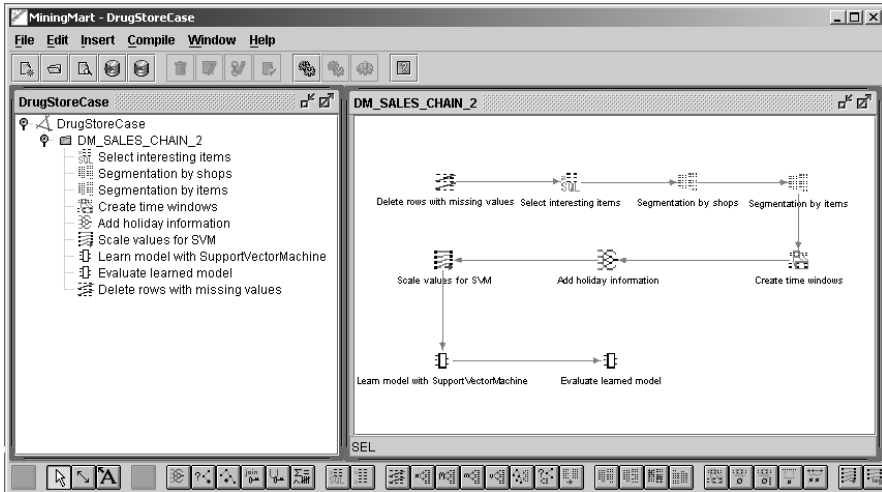 MiningMart - DrugStoreCase
File Edit Insert Compile Window Help
DrugStoreCase
DrugStoreCase
DM_SALES_CHAIN_2
Select interesting items
Segmentation by shops
Segmentation by items
Create time windows
Add holiday information
Scale values for SVM
Learn model with SupportVectorMachine
Evaluate learned model
Delete rows with missing values
DM_SALES_CHAIN_2
Delete rows with missing values Select interesting items Segmentation by shops Segmentation by items
Scale values for SVM Add holiday information Create time windows
Learn model with SupportVectorMachine Evaluate learned model
SEL